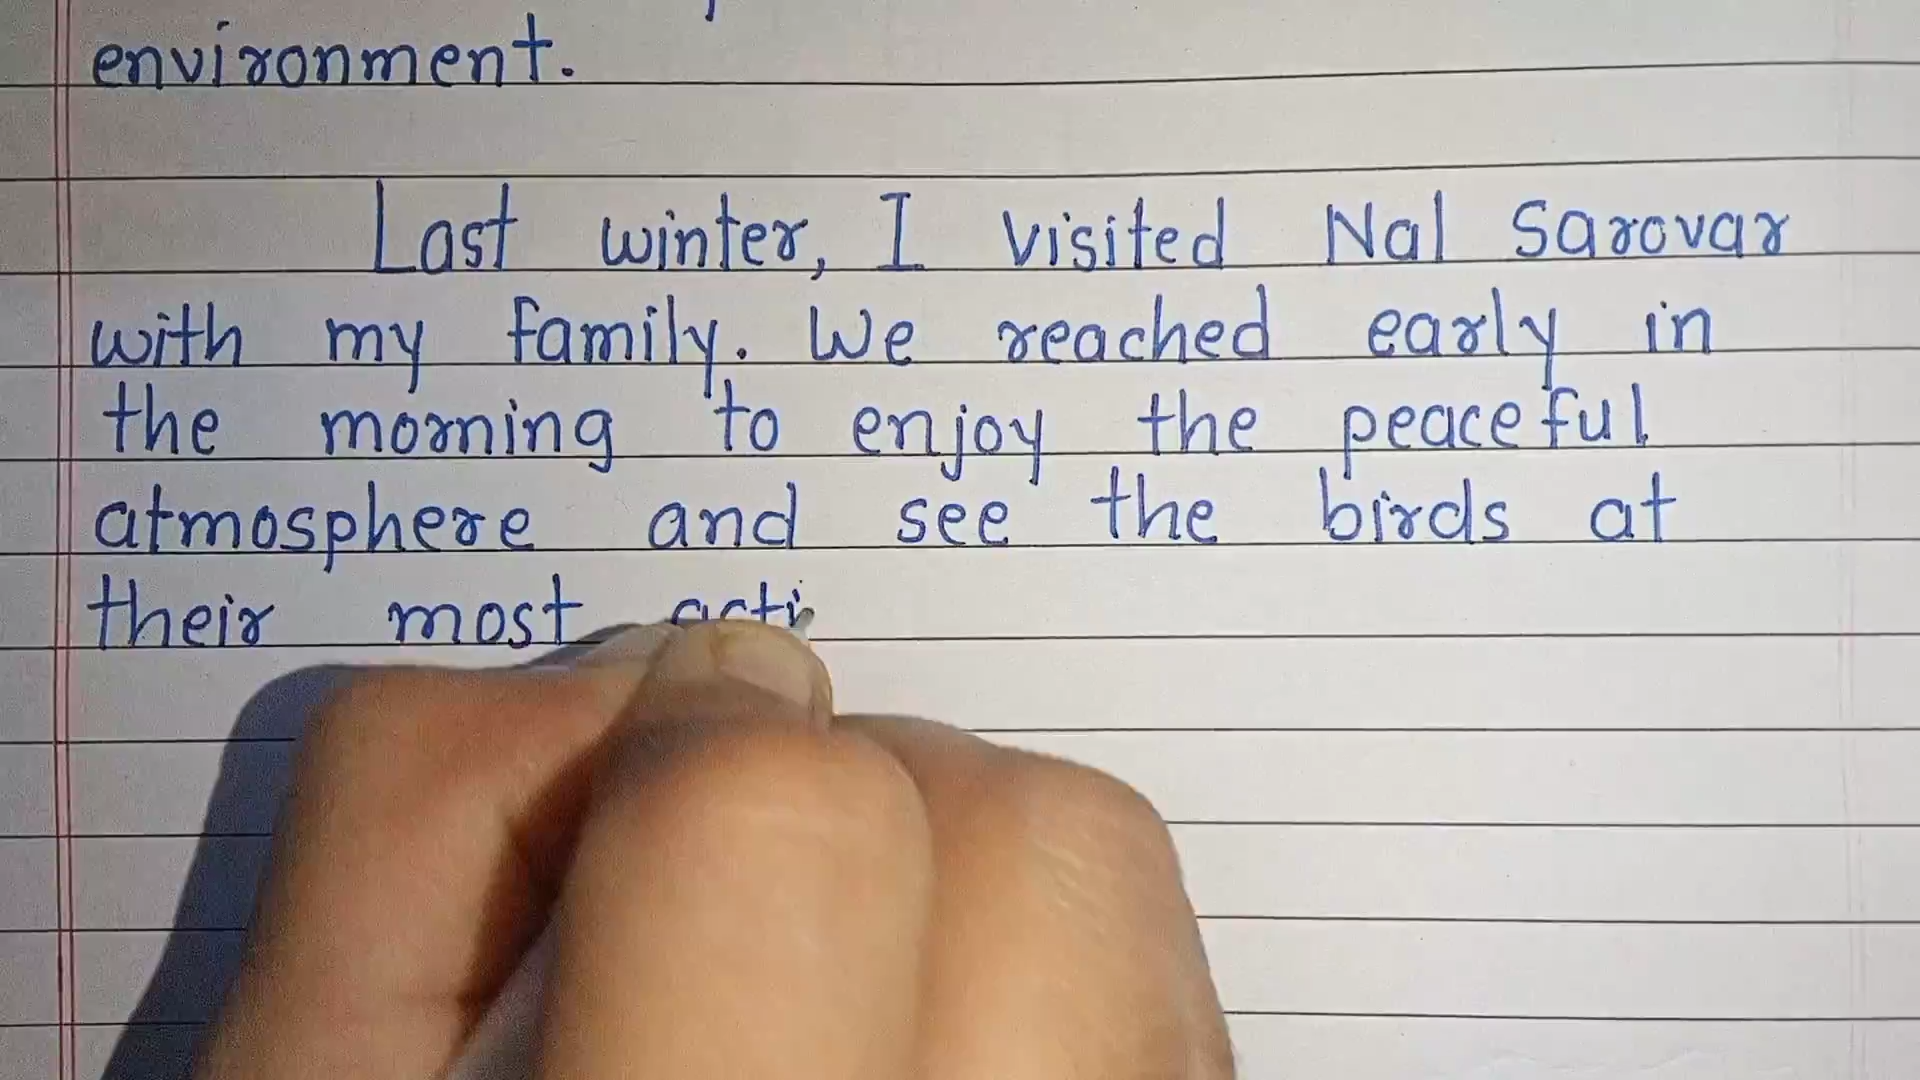 environment.
Last winter, I visited Nal Sarovar
with my family. We reached early in
the morning to enjoy the peaceful
atmosphere and see the birds at
their most acti